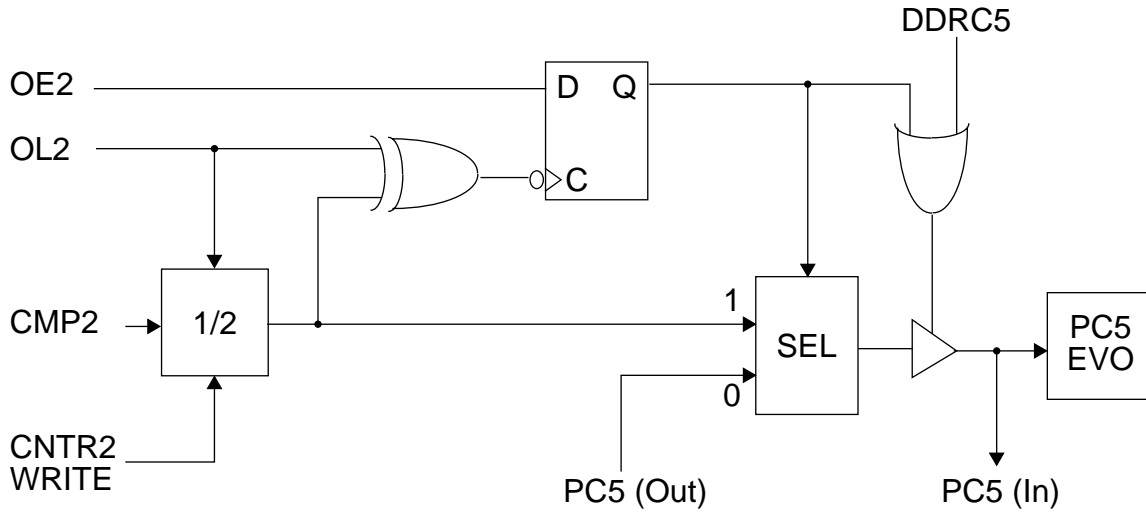 DDRC5
OE2
D Q
OL2
C
CMP2
1/2
1
SEL
PC5
EVO
0
CNTR2
WRITE
PC5 (Out)
PC5 (In)